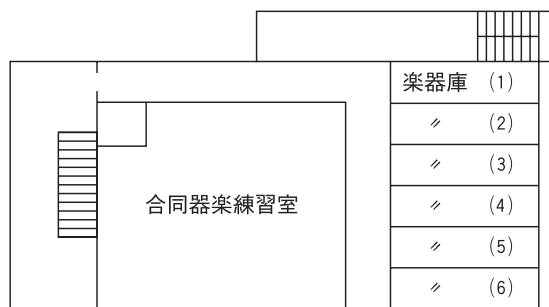 楽器庫 (1)
〃 (2)
〃 (3)
〃 (4)
合同器楽練習室
〃 (5)
〃 (6)